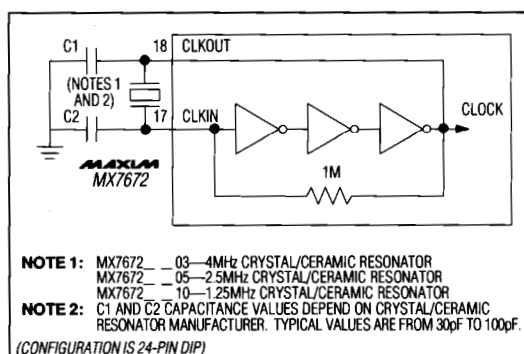 C1
18
CLKOUT
(NOTES 1
AND 2)
C2
17
CLKIN
CLOCK
MAXIM
MX7672
1M
NOTE 1: MX7672_ _ 03—4MHz CRYSTAL/CERAMIC RESONATOR
MX7672_ _ 05—2.5MHz CRYSTAL/CERAMIC RESONATOR
MX7672_ _ 10—1.25MHz CRYSTAL/CERAMIC RESONATOR
NOTE 2: C1 AND C2 CAPACITANCE VALUES DEPEND ON CRYSTAL/CERAMIC
RESONATOR MANUFACTURER. TYPICAL VALUES ARE FROM 30pF TO 100pF.
(CONFIGURATION IS 24-PIN DIP)